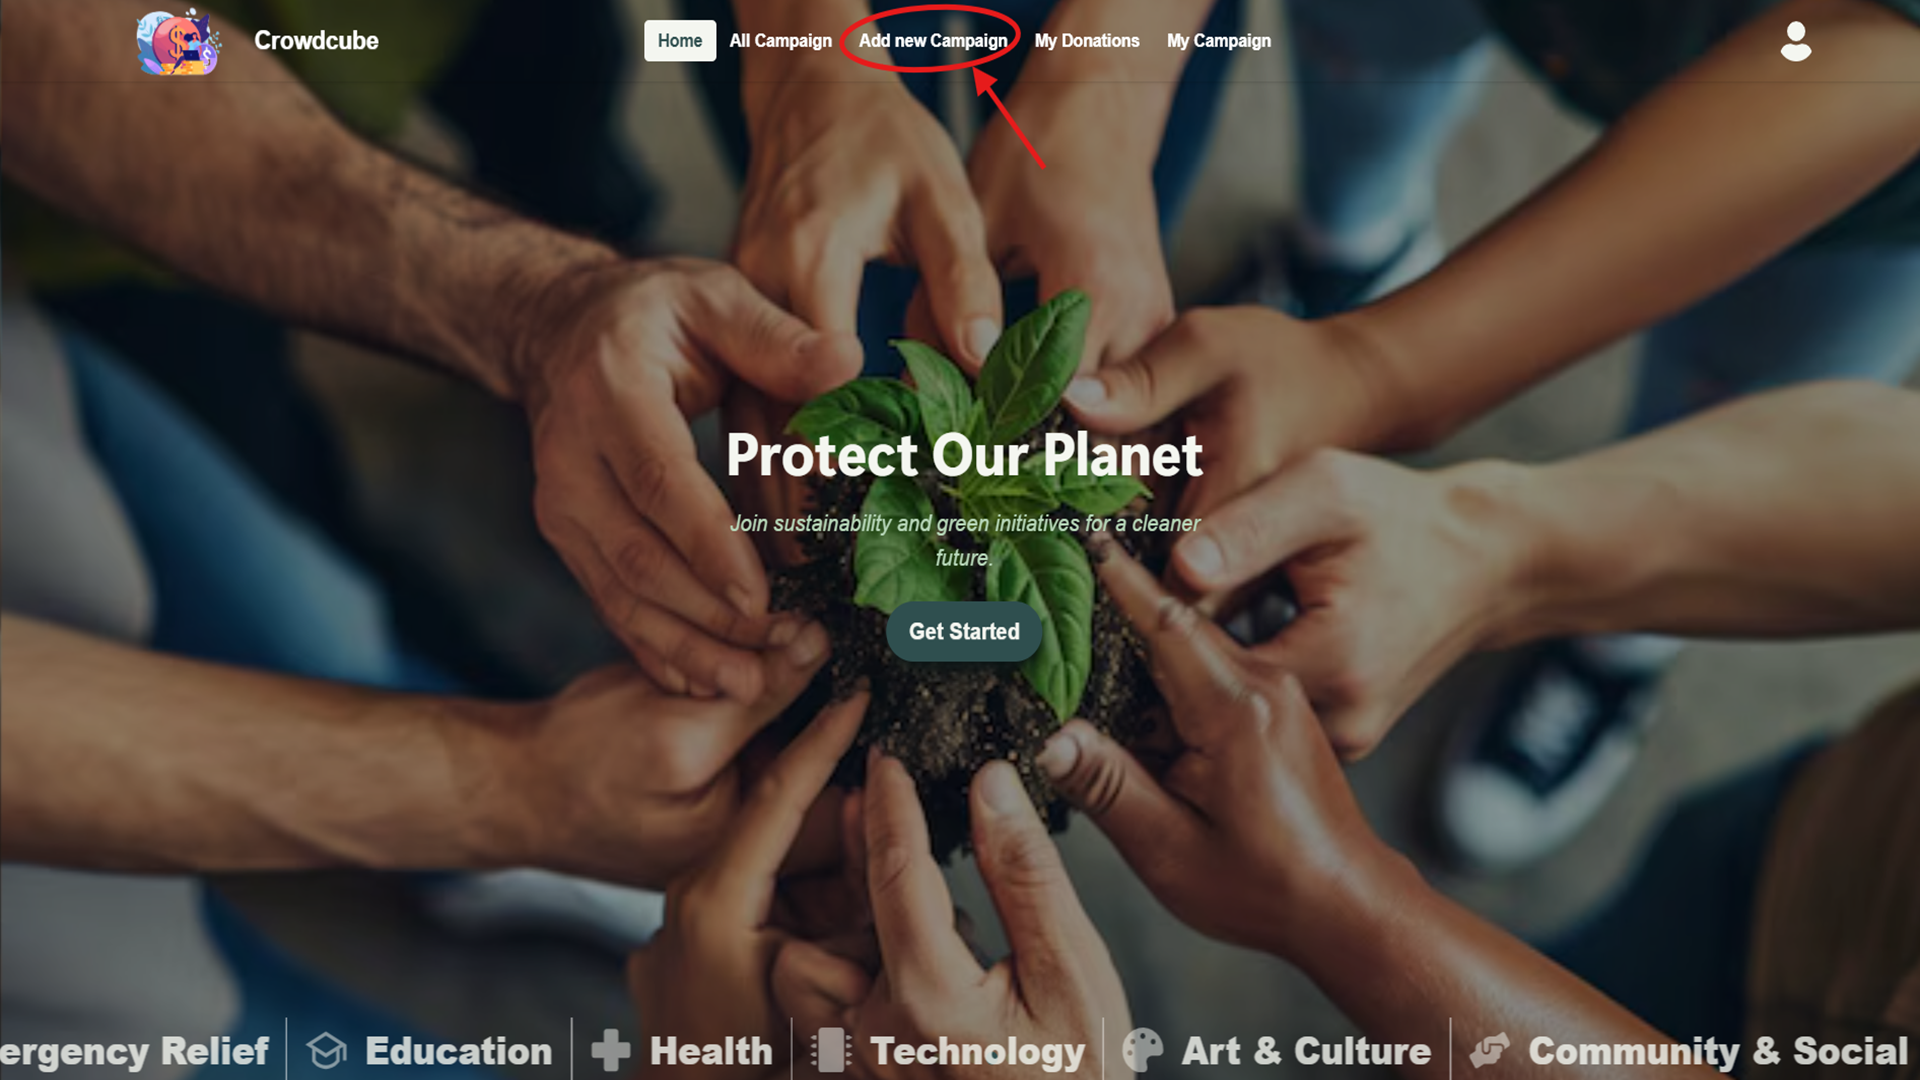 Crowdcube
Home
All Campaign
Add new Campaign
My Donations
My Campaign
Protect Our Planet
Join sustainability and green initiatives for a cleaner
future.
Get Started
ergency Relief
Education
Health
Technology
Art & Culture
Community & Social